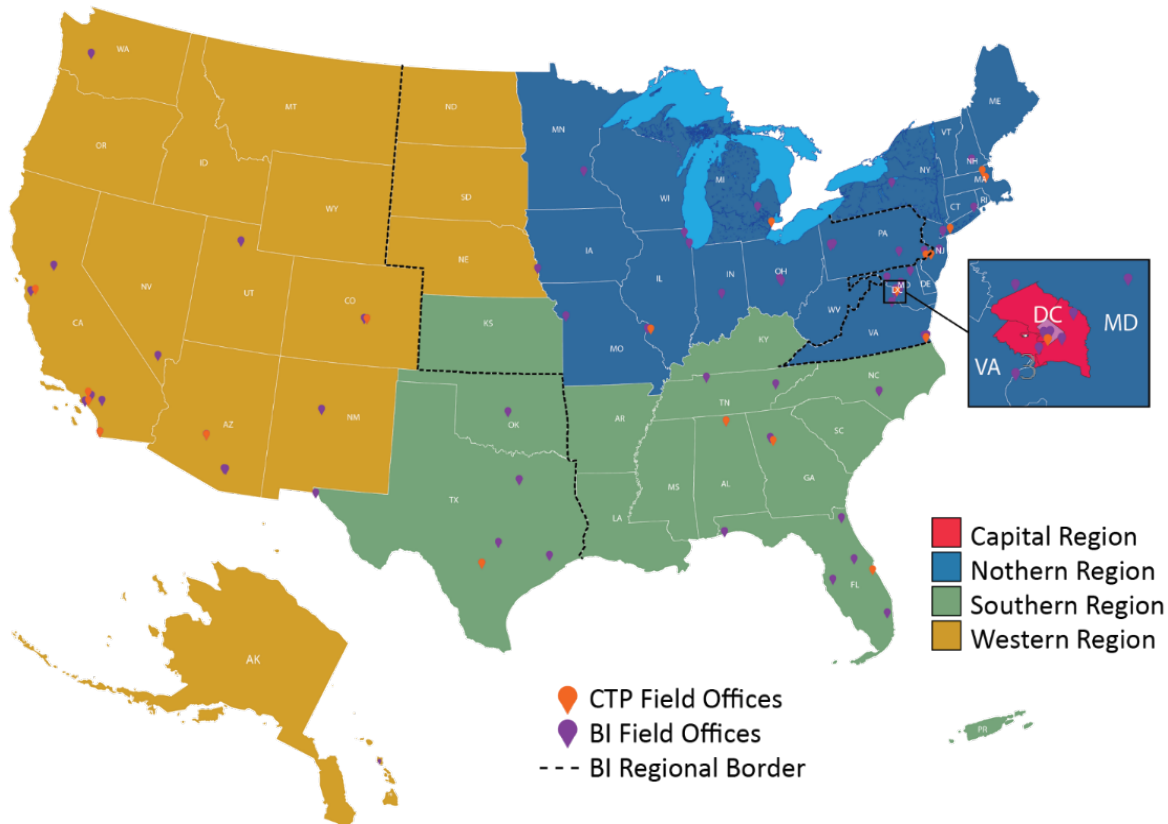 WA
MT
ND
MN
ME
VT
OR
ID
SD
WI
MI
NY
NH
MA
CT
RI
WY
NE
IA
PA
NJ
NV
UT
CO
IL
IN
OH
MD
DE
CA
KS
MO
WV
VA
KY
AZ
NM
OK
AR
TN
NC
SC
TX
LA
MS
AL
GA
FL
AK
PR
DC
MD
VA
3
Capital Region
Nothern Region
Southern Region
Western Region
CTP Field Offices
BI Field Offices
BI Regional Border